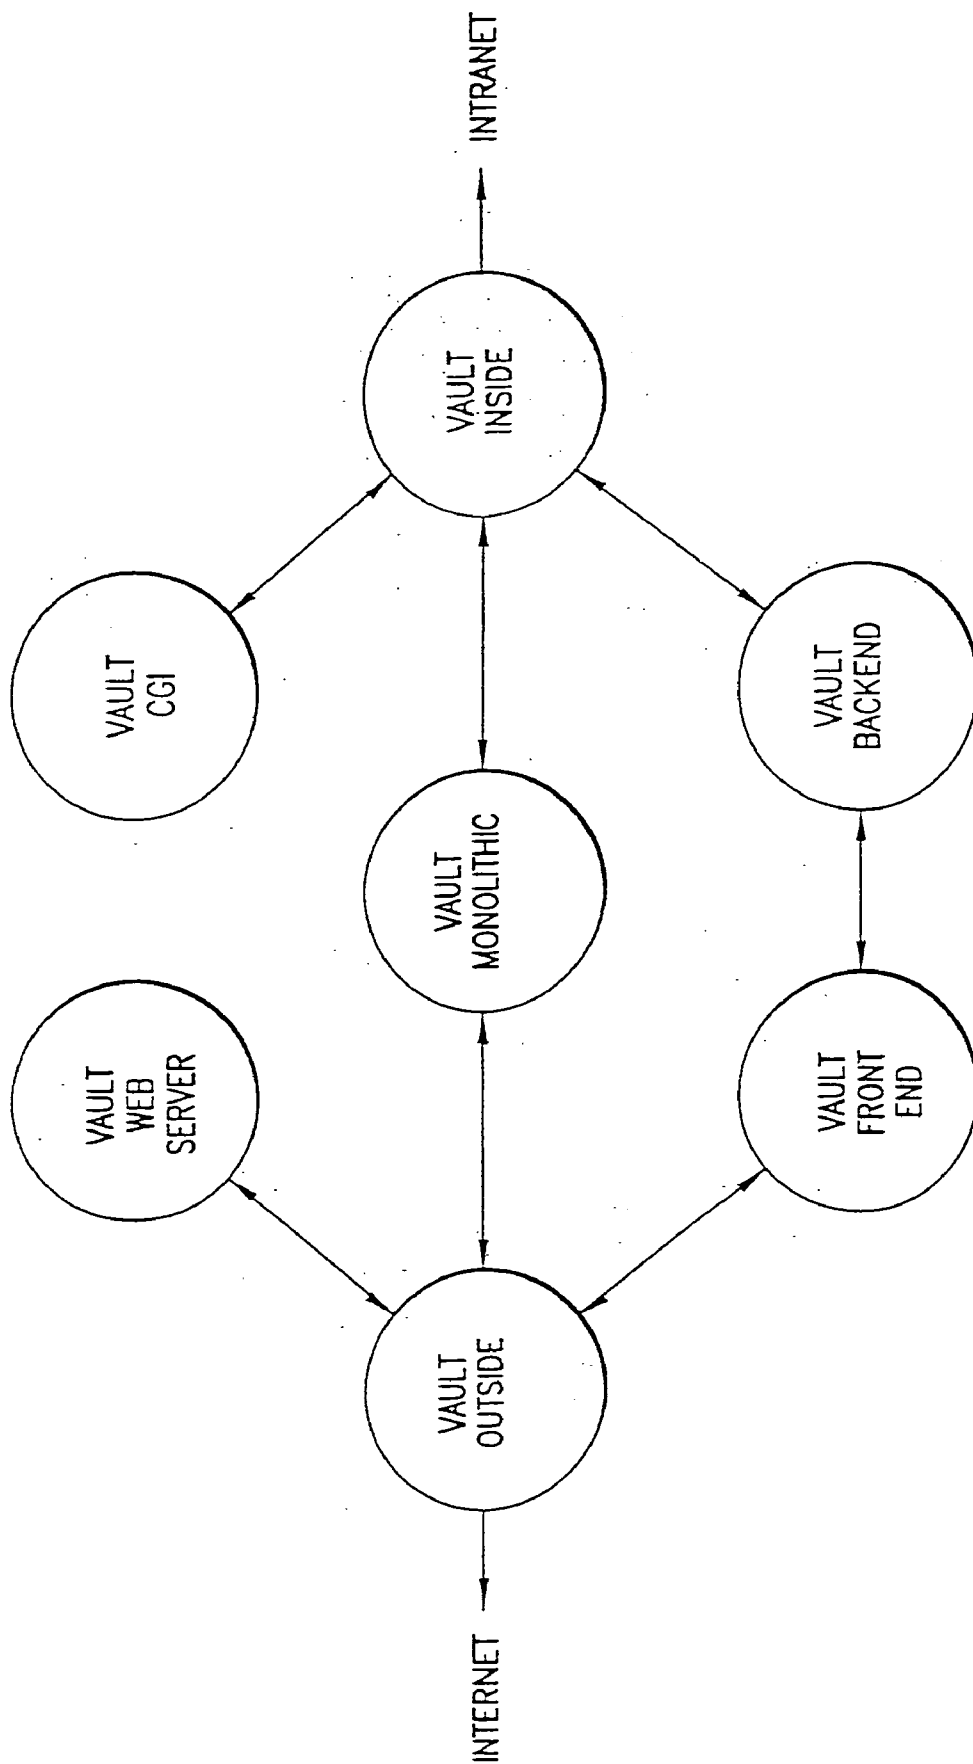 VAULT
WEB
SERVER
VAULT
CGI
INTERNET
VAULT
OUTSIDE
VAULT
MONOLITHIC
VAULT
INSIDE
INTRANET
VAULT
FRONT
END
VAULT
BACKEND